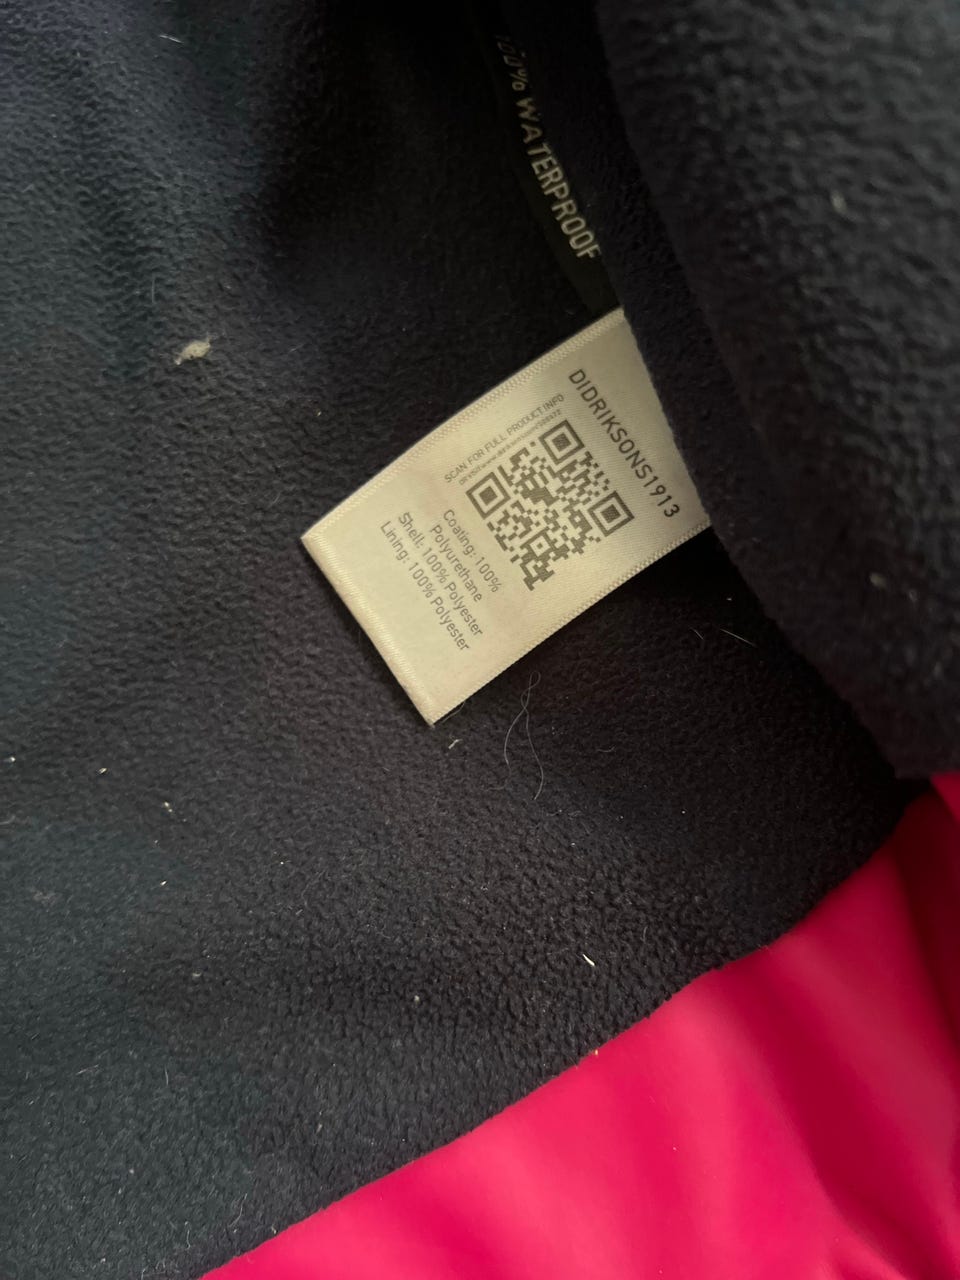 100% WATERPROOF
DIDRIKSONS1913
SCAN FOR FULL PRODUCT INFO
Coating: 100%
Polyurethane
Shell: 100% Polyester
Lining: 100% Polyester